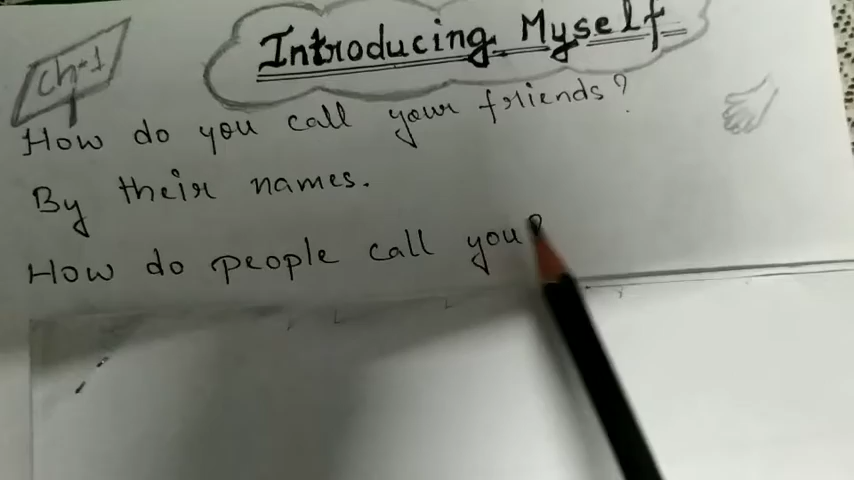 Ch-1
Introducing Myself
How do you call your friends?
By their names.
How do people call you?